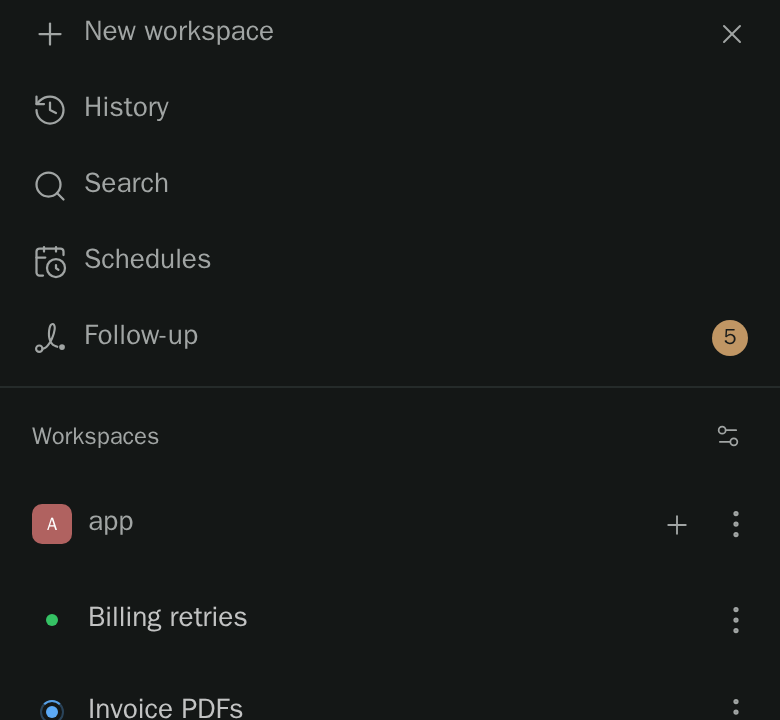 New workspace
History
Search
Schedules
Follow-up
5
Workspaces
A
app
Billing retries
Invoice PDFs